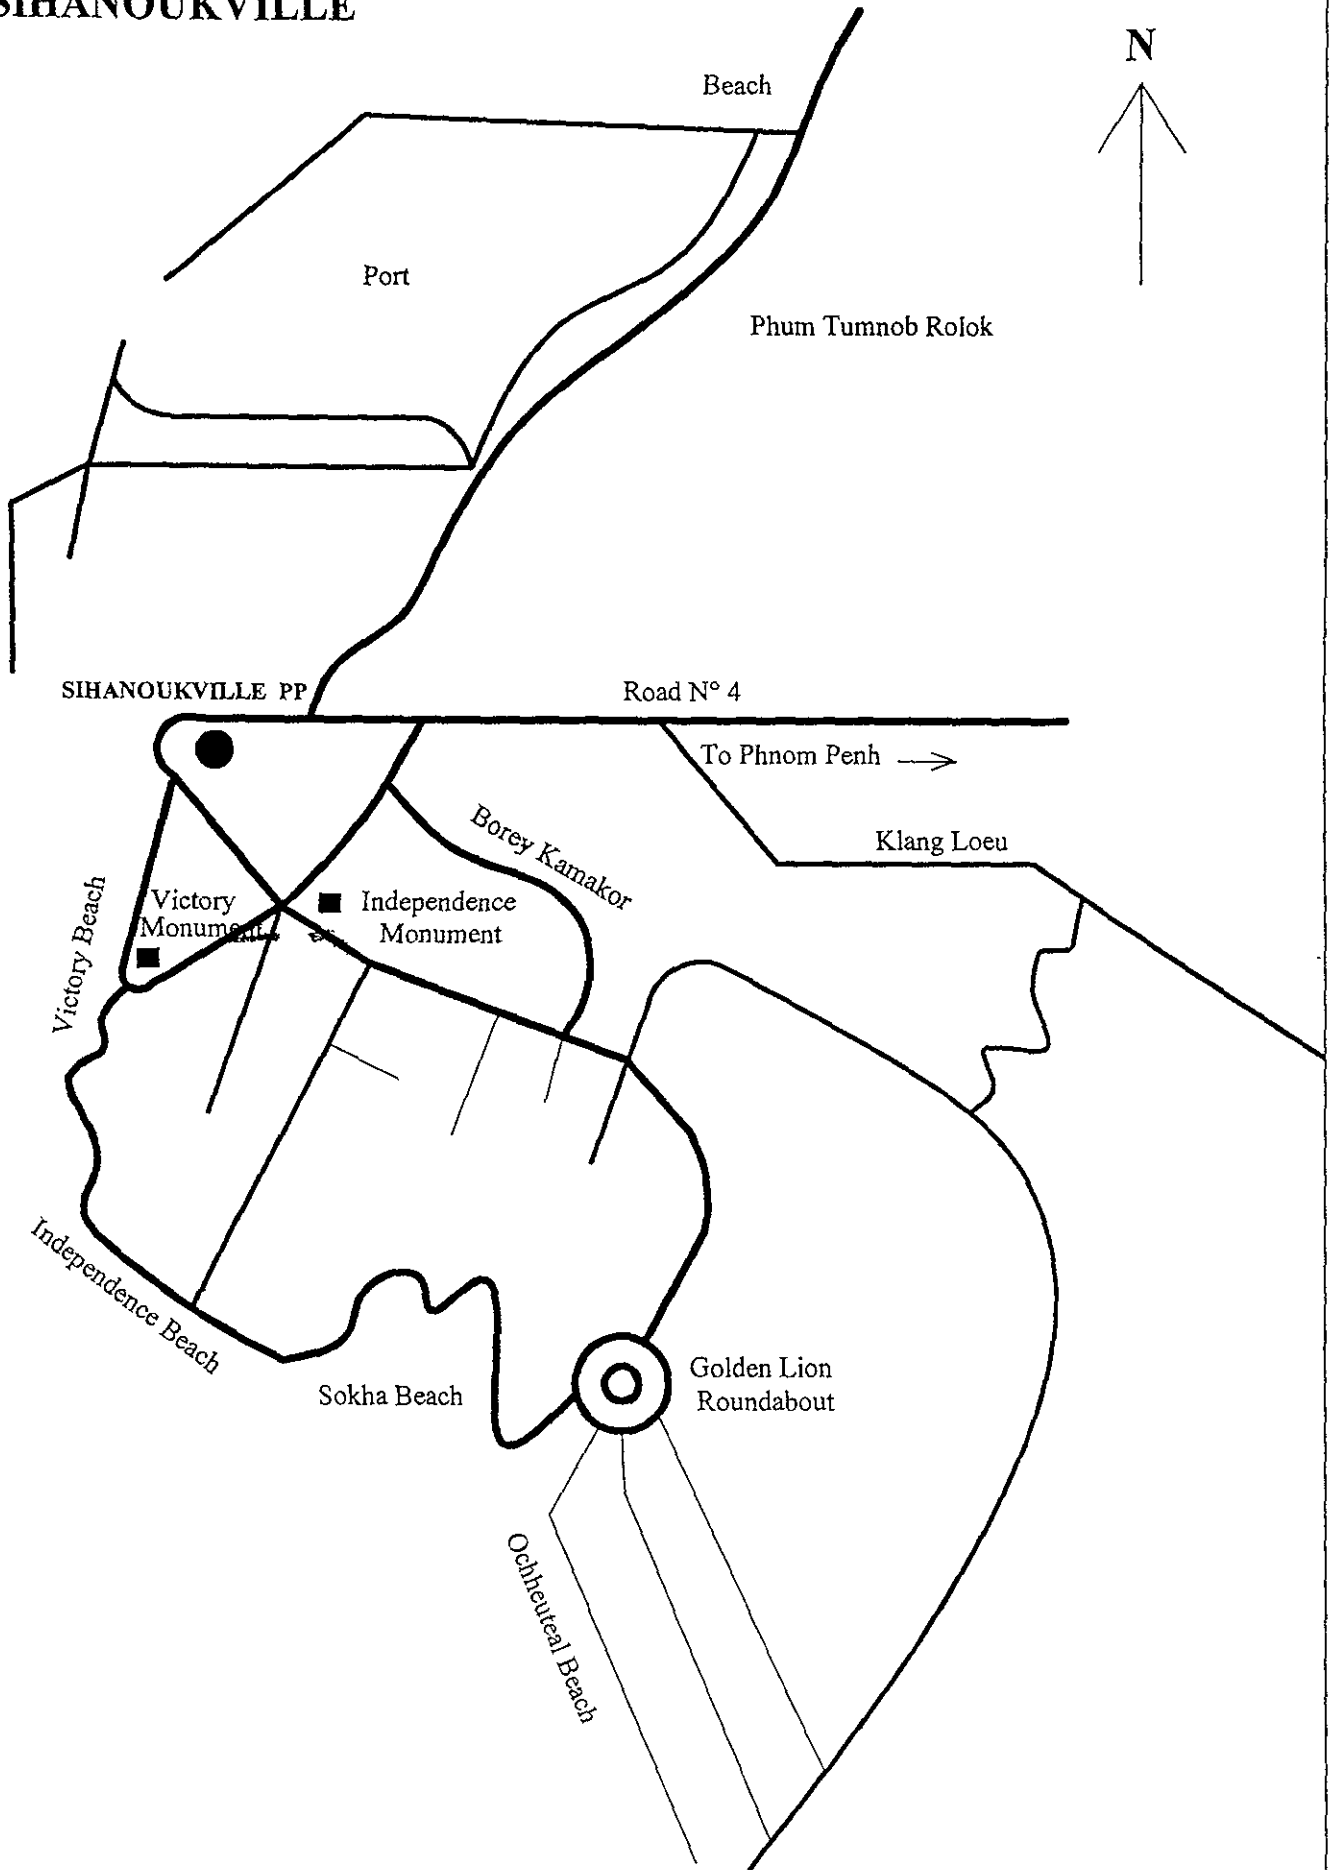 SIHANOUKVILLE
N
Beach
Port
Phum Tumnob Rolok
SIHANOUKVILLE PP
Road N° 4
To Phnom Penh
Klang Loeu
Borey Kamakor
Victory
Monument
Independence
Monument
Victory Beach
Independence Beach
Golden Lion
Roundabout
Sokha Beach
Ochheuteal Beach